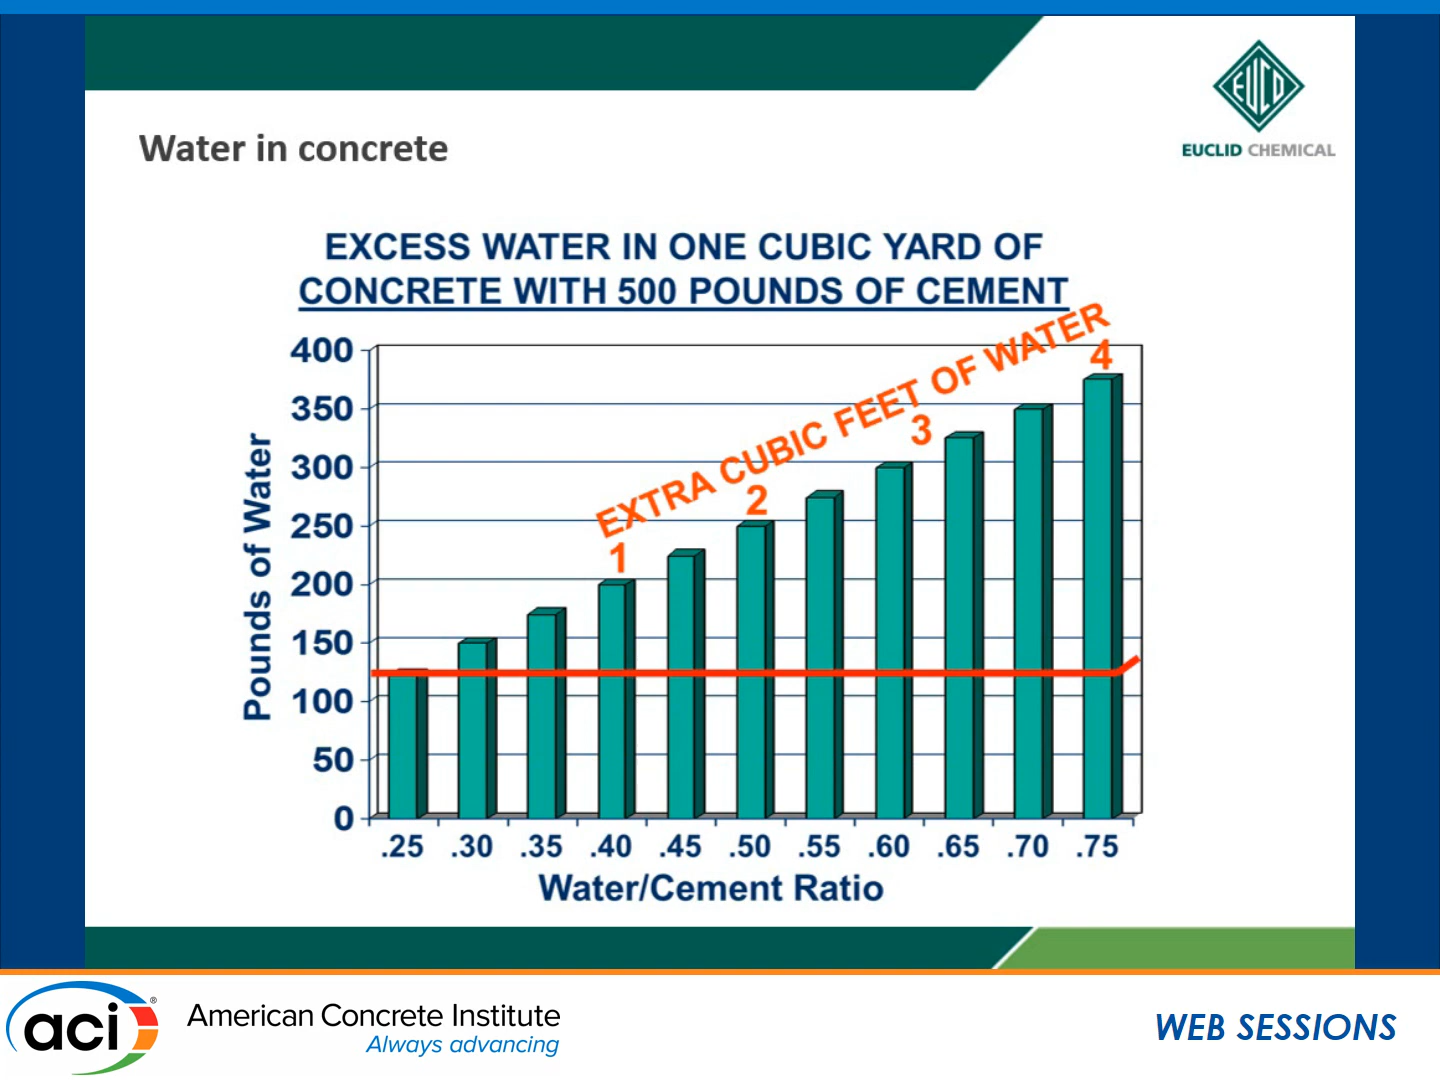 EUCO
EUCLID CHEMICAL
Water in concrete
EXCESS WATER IN ONE CUBIC YARD OF
CONCRETE WITH 500 POUNDS OF CEMENT
EXTRA CUBIC FEET OF WATER
1
2
3
4
Pounds of Water
400
350
300
250
200
150
100
50
0
.25 .30 .35 .40 .45 .50 .55 .60 .65 .70 .75
Water/Cement Ratio
aci®
American Concrete Institute
Always advancing
WEB SESSIONS